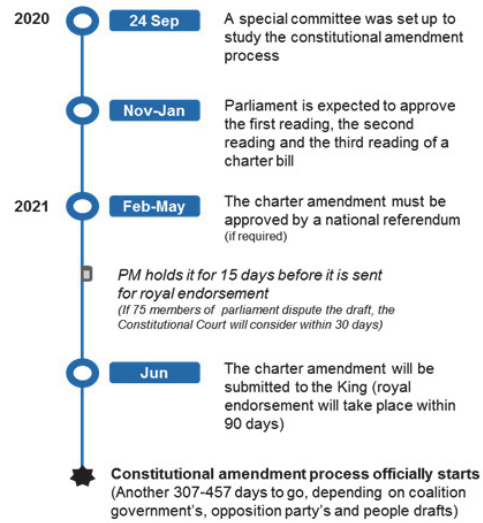 2020
24 Sep
A special committee was set up to
study the constitutional amendment
process
Nov-Jan
Parliament is expected to approve
the first reading, the second
reading and the third reading of a
charter bill
2021
Feb-May
The charter amendment must be
approved by a national referendum
(if required)
PM holds it for 15 days before it is sent
for royal endorsement
(If 75 members of parliament dispute the draft, the
Constitutional Court will consider within 30 days)
Jun
The charter amendment will be
submitted to the King (royal
endorsement will take place within
90 days)
Constitutional amendment process officially starts
(Another 307-457 days to go, depending on coalition
government's, opposition party's and people drafts)